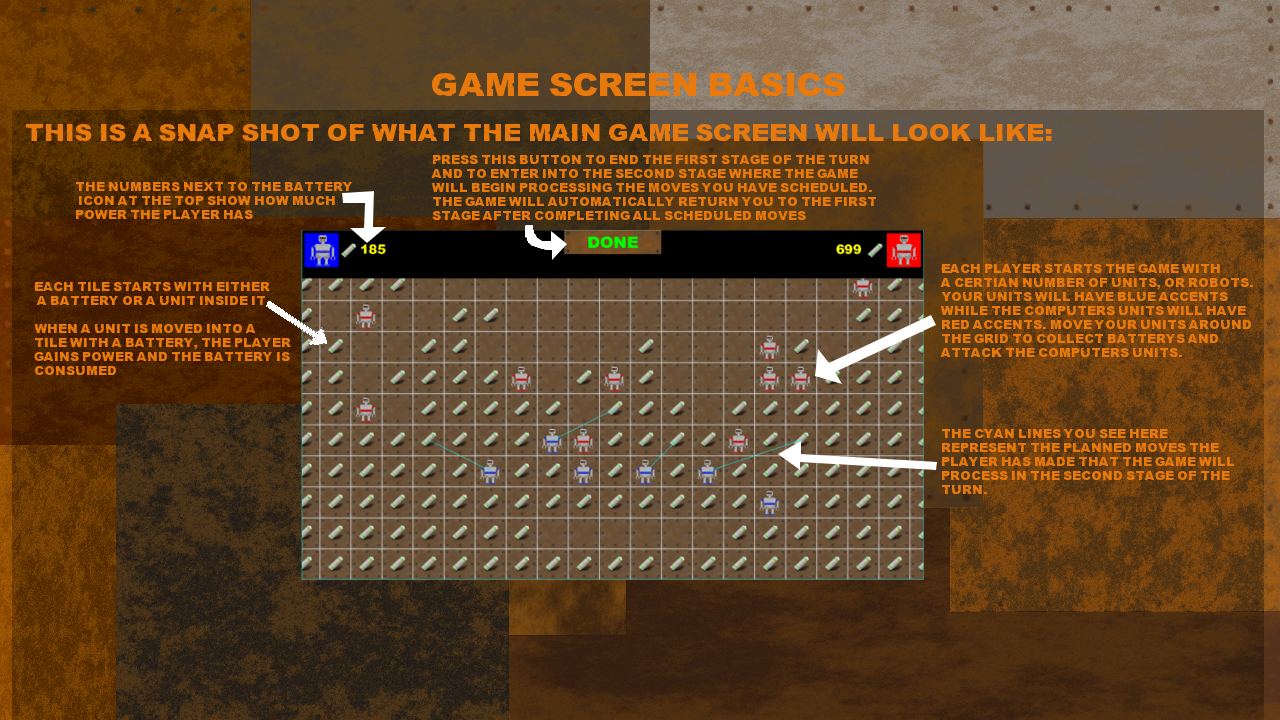 GAME SCREEN BASICS
THIS IS A SNAP SHOT OF WHAT THE MAIN GAME SCREEN WILL LOOK LIKE:
PRESS THIS BUTTON TO END THE FIRST STAGE OF THE TURN
AND TO ENTER INTO THE SECOND STAGE WHERE THE GAME
WILL BEGIN PROCESSING THE MOVES YOU HAVE SCHEDULED.
THE GAME WILL AUTOMATICALLY RETURN YOU TO THE FIRST
STAGE AFTER COMPLETING ALL SCHEDULED MOVES
THE NUMBERS NEXT TO THE BATTERY
ICON AT THE TOP SHOW HOW MUCH
POWER THE PLAYER HAS
185
DONE
699
EACH TILE STARTS WITH EITHER
A BATTERY OR A UNIT INSIDE IT.
WHEN A UNIT IS MOVED INTO A
TILE WITH A BATTERY, THE PLAYER
GAINS POWER AND THE BATTERY IS
CONSUMED
EACH PLAYER STARTS THE GAME WITH
A CERTIAN NUMBER OF UNITS, OR ROBOTS.
YOUR UNITS WILL HAVE BLUE ACCENTS
WHILE THE COMPUTERS UNITS WILL HAVE
RED ACCENTS. MOVE YOUR UNITS AROUND
THE GRID TO COLLECT BATTERYS AND
ATTACK THE COMPUTERS UNITS.
THE CYAN LINES YOU SEE HERE
REPRESENT THE PLANNED MOVES THE
PLAYER HAS MADE THAT THE GAME WILL
PROCESS IN THE SECOND STAGE OF THE
TURN.